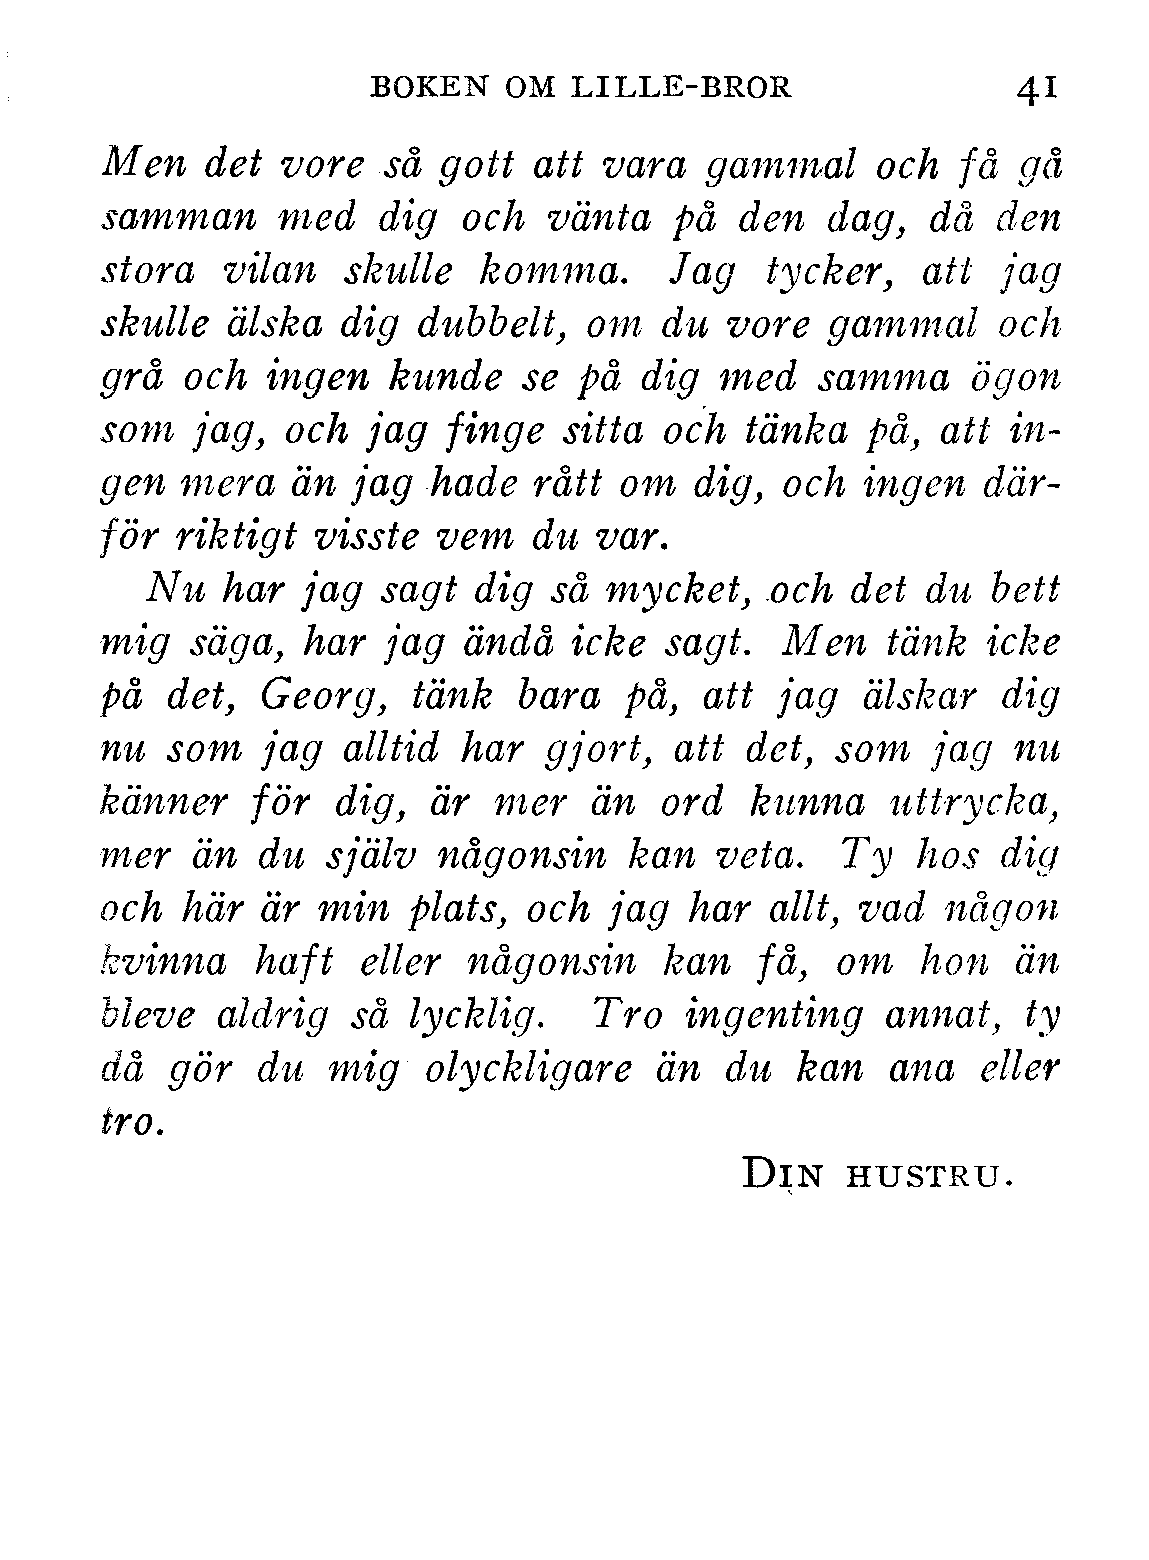 BOKEN OM LILLE-BROR 41
Men det vore så gott att vara gammal och få gå
samman med dig och vänta på den dag, då den
stora vilan skulle komma. Jag tycker, att jag
skulle älska dig dubbelt, om du vore gammal och
grå och ingen kunde se på dig med samma ögon
som jag, och jag finge sitta och tänka på, att in-
gen mera än jag hade rått om dig, och ingen där-
för riktigt visste vem du var.
Nu har jag sagt dig så mycket, och det du bett
mig säga, har jag ändå icke sagt. Men tänk icke
på det, Georg, tänk bara på, att jag älskar dig
nu som jag alltid har gjort, att det, som jag nu
känner för dig, är mer än ord kunna uttrycka,
mer än du själv någonsin kan veta. Ty hos dig
och här är min plats, och jag har allt, vad någon
kvinna haft eller någonsin kan få, om hon än
bleve aldrig så lycklig. Tro ingenting annat, ty
då gör du mig olyckligare än du kan ana eller
tro.
DIN HUSTRU.